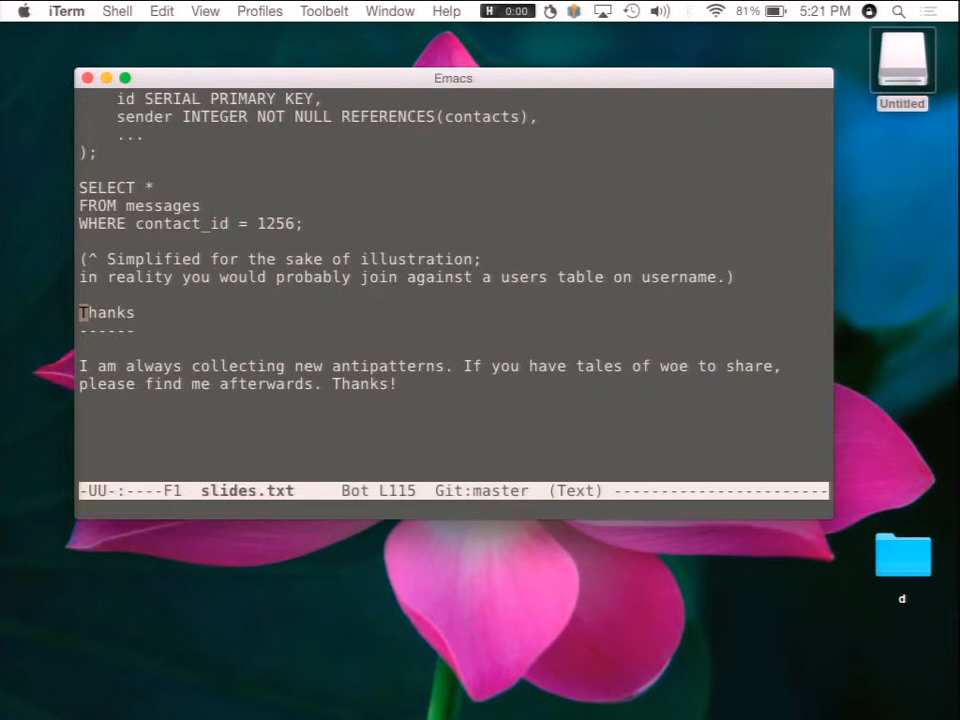 iTerm Shell Edit View Profiles Toolbelt Window Help H 0:00 81% 5:21 PM
Untitled
Emacs
id SERIAL PRIMARY KEY,
sender INTEGER NOT NULL REFERENCES(contacts),
...
);
SELECT *
FROM messages
WHERE contact_id = 1256;
(^ Simplified for the sake of illustration;
in reality you would probably join against a users table on username.)
Thanks
------
I am always collecting new antipatterns. If you have tales of woe to share,
please find me afterwards. Thanks!
-UU-:----F1 slides.txt Bot L115 Git:master (Text) -----------------------
d